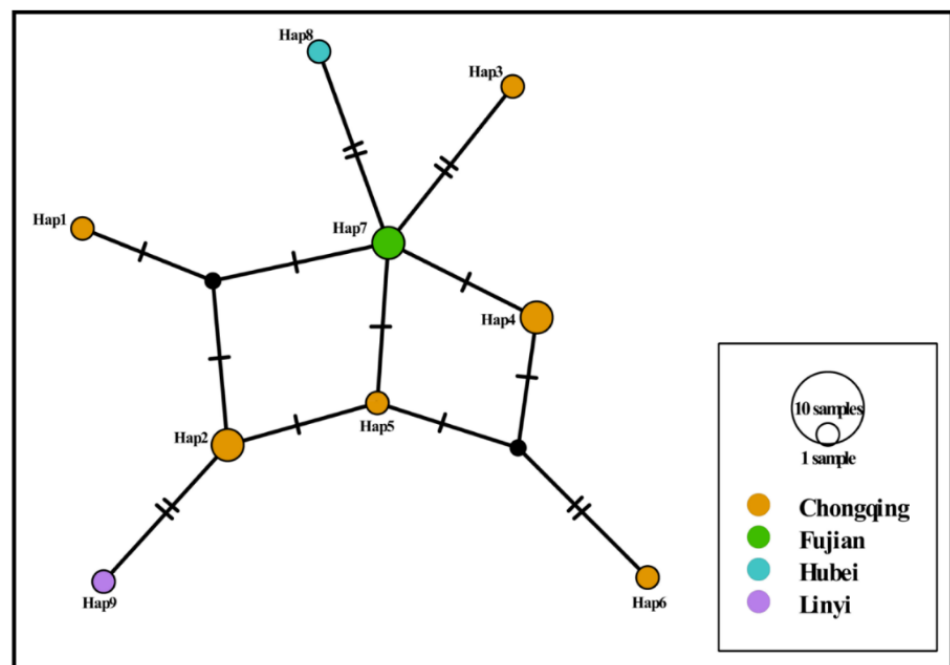 Hap8
Hap3
Hap1
Hap7
Hap4
Hap5
Hap2
Hap9
Hap6
10 samples
1 sample
Chongqing
Fujian
Hubei
Linyi